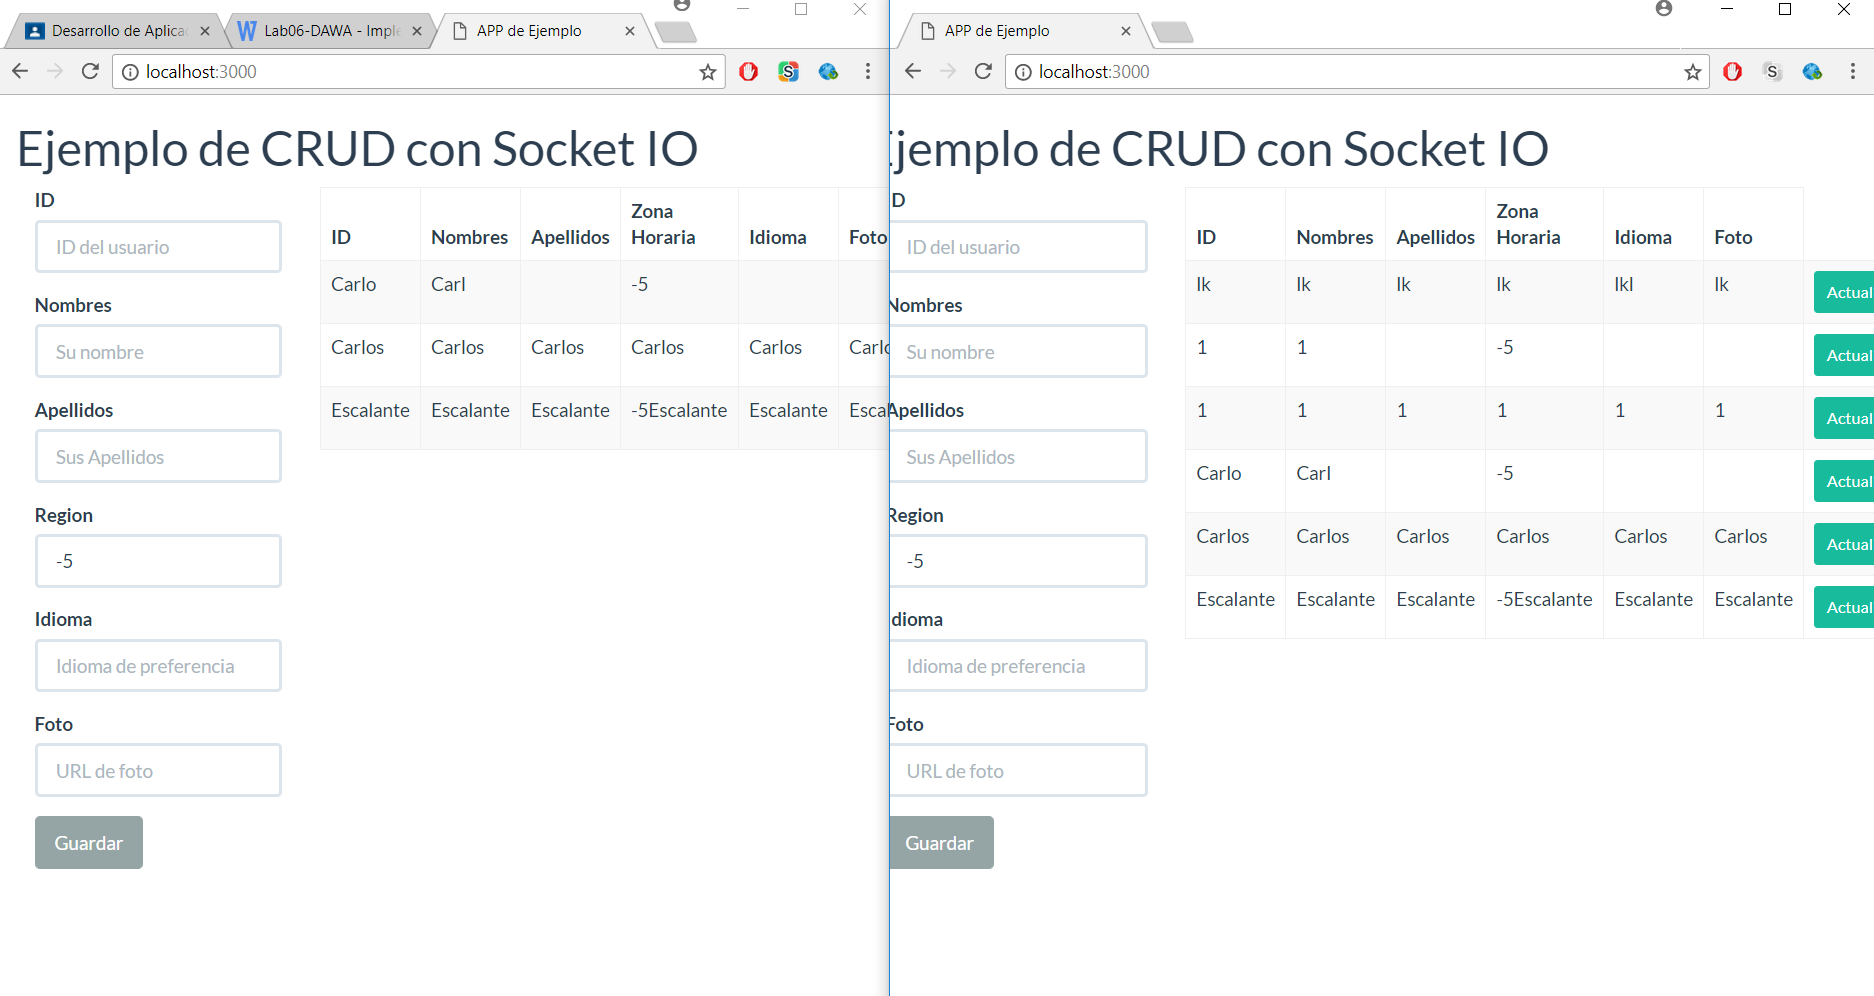 Desarrollo de Aplicac
Lab06-DAWA - Imple
APP de Ejemplo
localhost:3000
Ejemplo de CRUD con Socket IO
ID
ID del usuario
Nombres
Su nombre
Apellidos
Sus Apellidos
Region
-5
Idioma
Idioma de preferencia
Foto
URL de foto
Guardar
ID Nombres Apellidos Zona Horaria Idioma Foto
Carlo Carl -5
Carlos Carlos Carlos Carlos Carlos Carlo
Escalante Escalante Escalante -5Escalante Escalante Escal
APP de Ejemplo
localhost:3000
jemplo de CRUD con Socket IO
ID
ID del usuario
Nombres
Su nombre
Apellidos
Sus Apellidos
Region
-5
dioma
Idioma de preferencia
Foto
URL de foto
Guardar
ID Nombres Apellidos Zona Horaria Idioma Foto
lk lk lk lk lkl lk Actual
1 1 -5 Actual
1 1 1 1 1 1 Actual
Carlo Carl -5 Actual
Carlos Carlos Carlos Carlos Carlos Carlos Actual
Escalante Escalante Escalante -5Escalante Escalante Escalante Actual